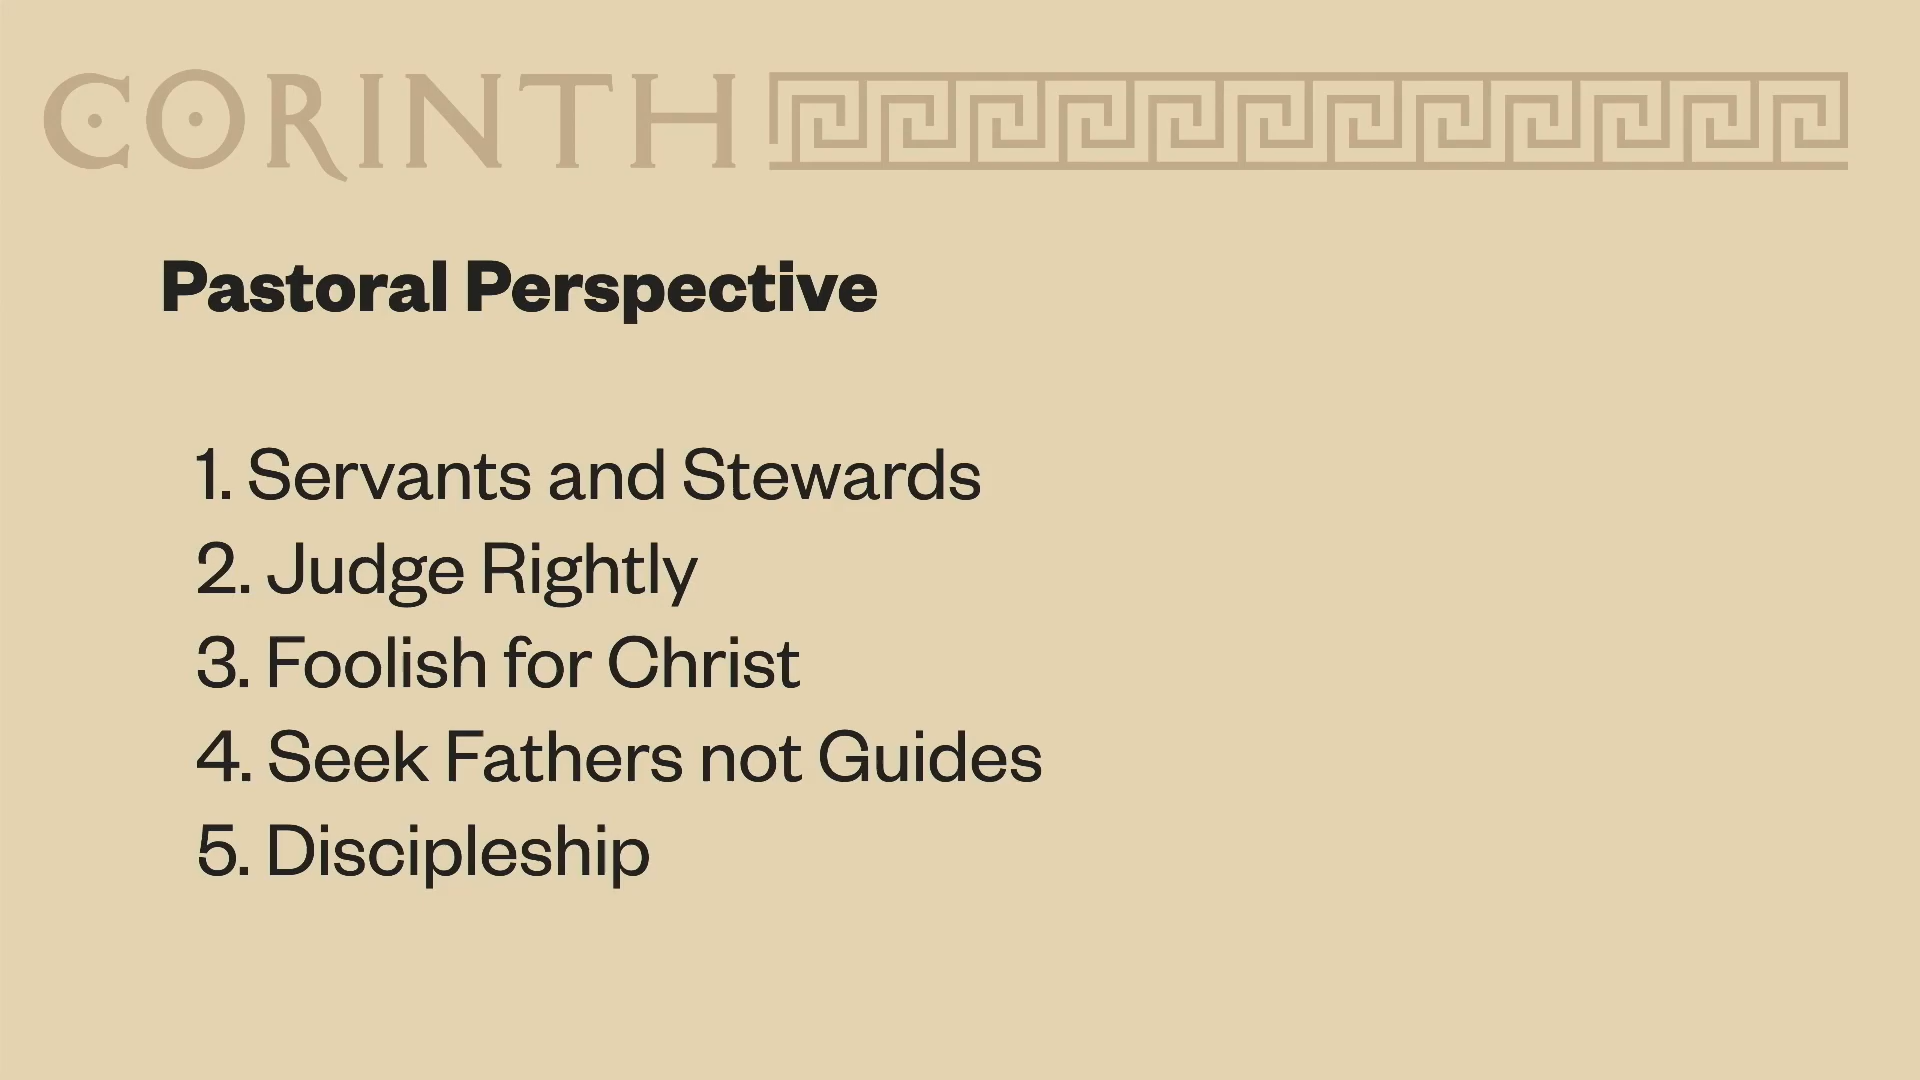 CORINTH
Pastoral Perspective
1. Servants and Stewards
2. Judge Rightly
3. Foolish for Christ
4. Seek Fathers not Guides
5. Discipleship